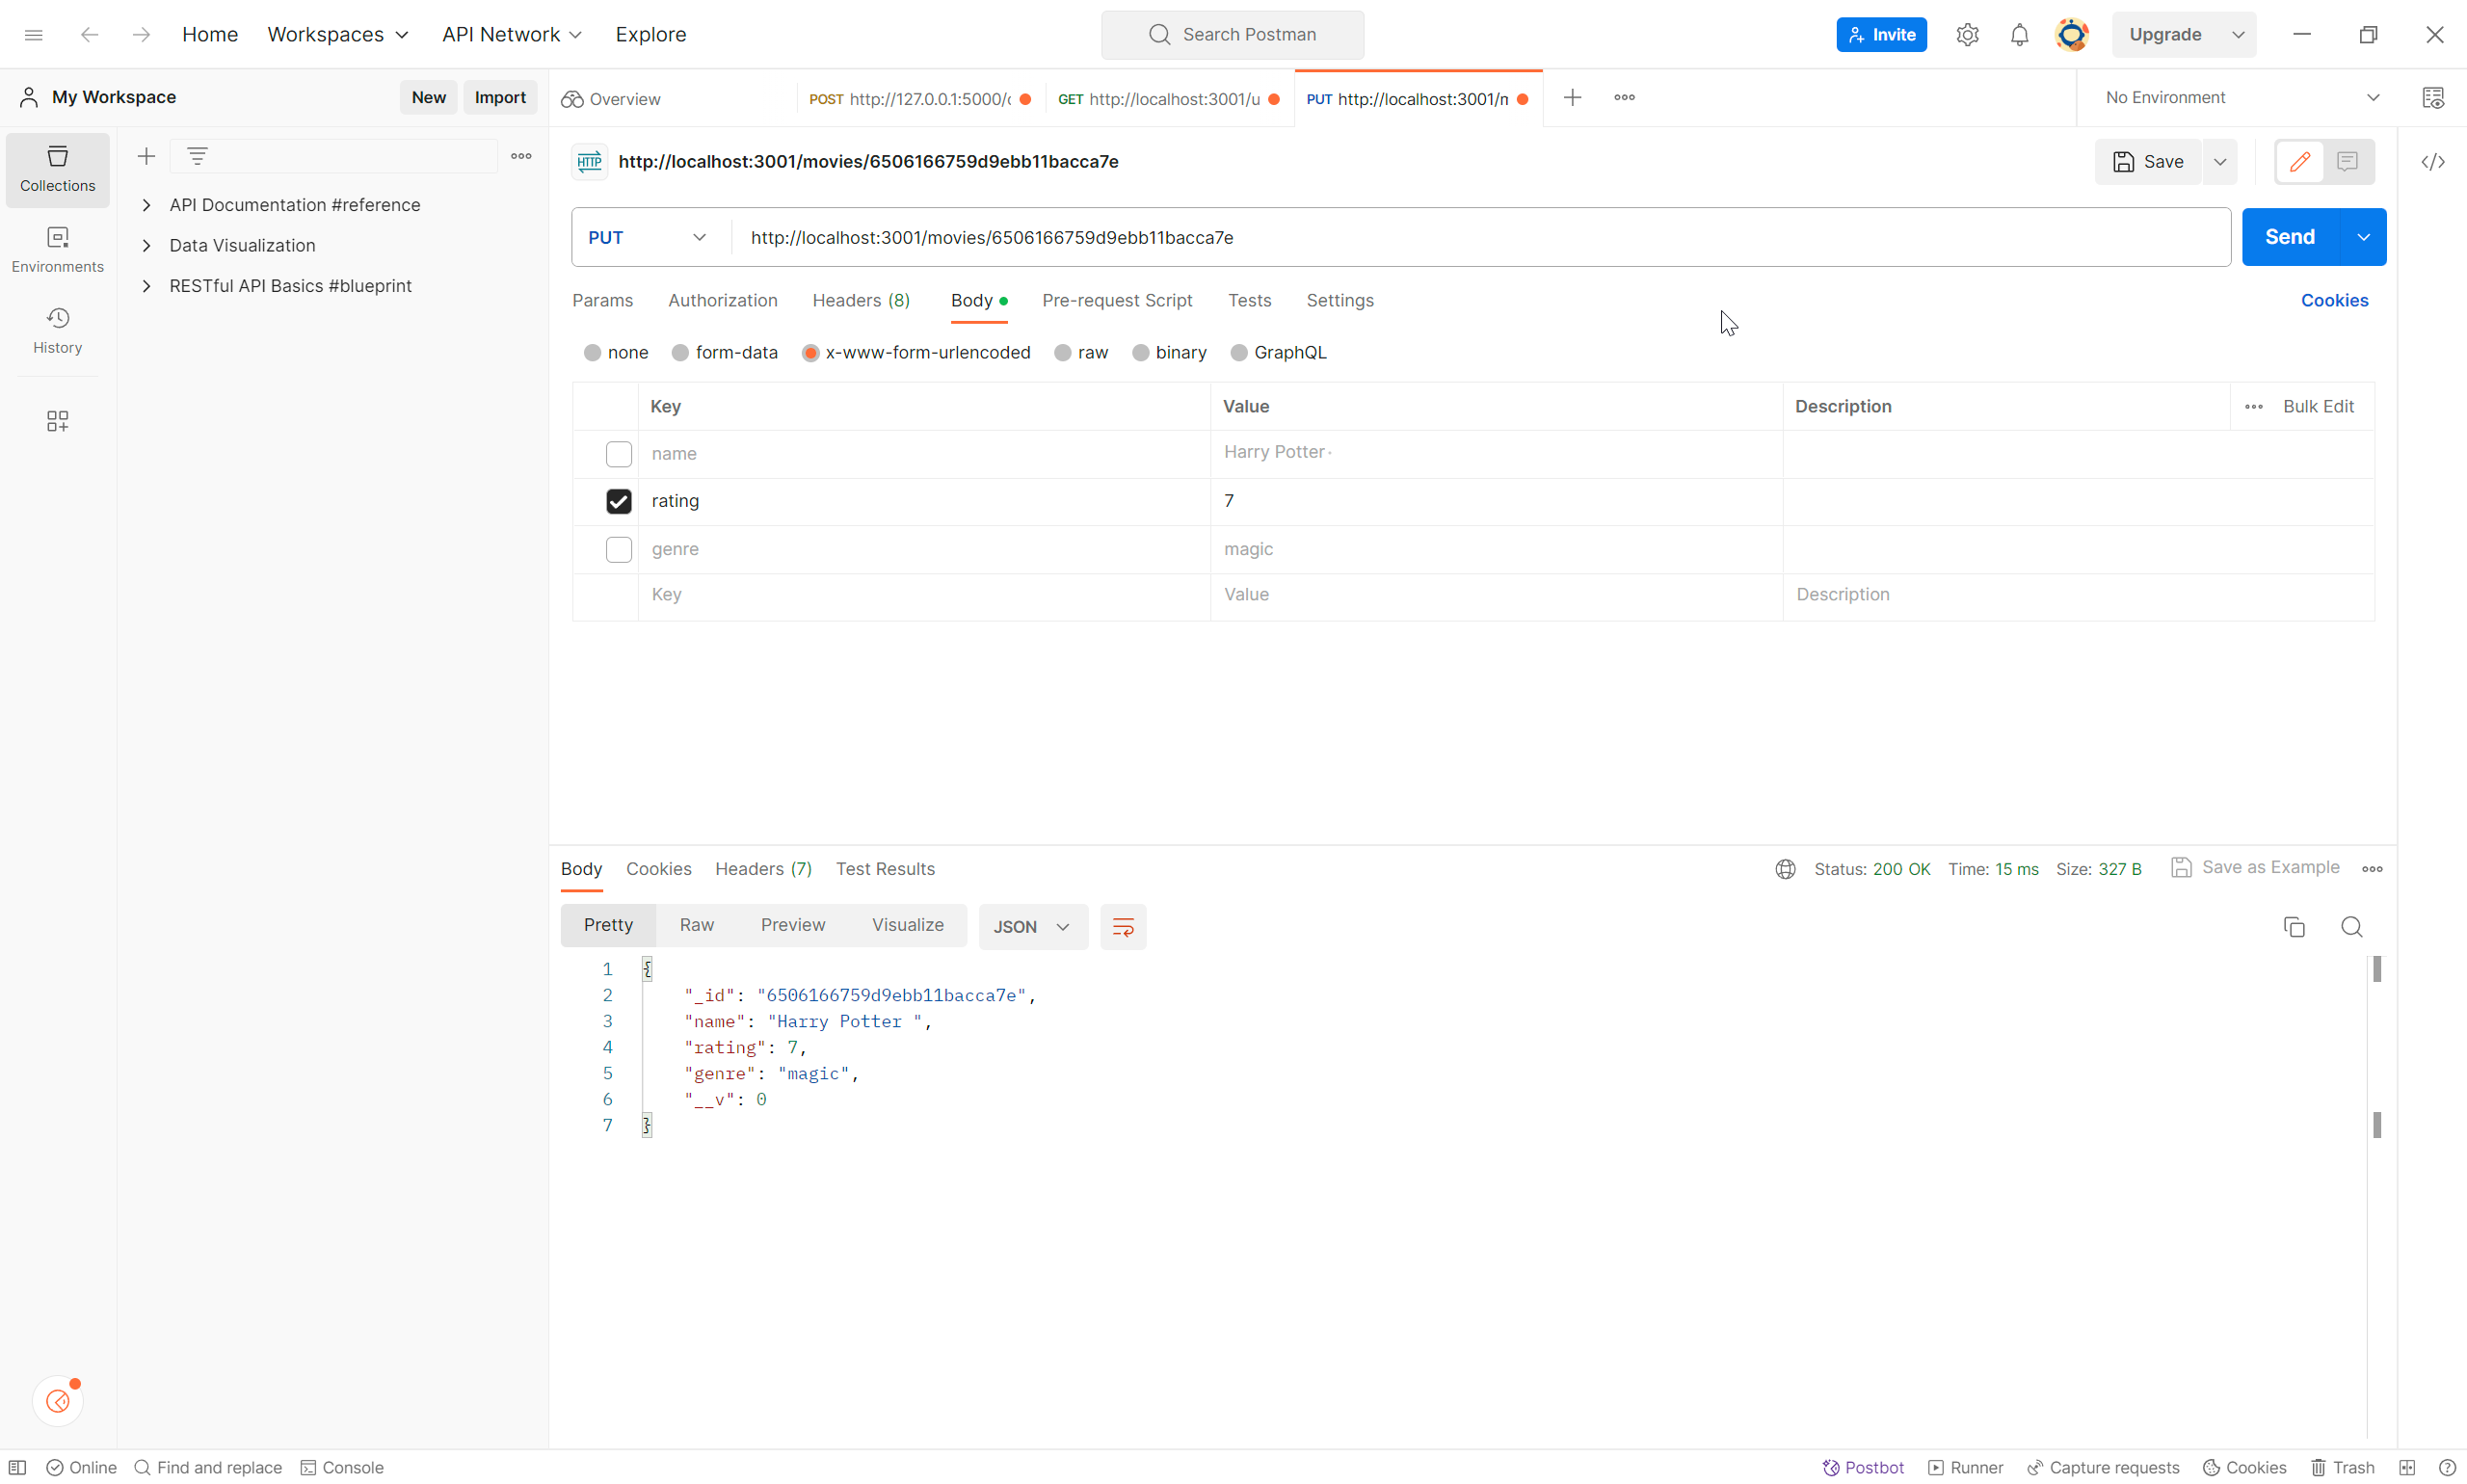 Home Workspaces API Network Explore Search Postman Invite Upgrade
My Workspace New Import Overview POST http://127.0.0.1:5000/ GET http://localhost:3001/u PUT http://localhost:3001/ No Environment
Collections
Environments
History
API Documentation #reference
Data Visualization
RESTful API Basics #blueprint
HTTP http://localhost:3001/movies/6506166759d9ebb11bacca7e Save
PUT http://localhost:3001/movies/6506166759d9ebb11bacca7e Send
Params Authorization Headers (8) Body Pre-request Script Tests Settings Cookies
none form-data x-www-form-urlencoded raw binary GraphQL
Key Value Description Bulk Edit
name Harry Potter·
rating 7
genre magic
Key Value Description
Body Cookies Headers (7) Test Results Status: 200 OK Time: 15 ms Size: 327 B Save as Example
Pretty Raw Preview Visualize JSON
1 {
2 "_id": "6506166759d9ebb11bacca7e",
3 "name": "Harry Potter ",
4 "rating": 7,
5 "genre": "magic",
6 "__v": 0
7 }
Online Find and replace Console Postbot Runner Capture requests Cookies Trash